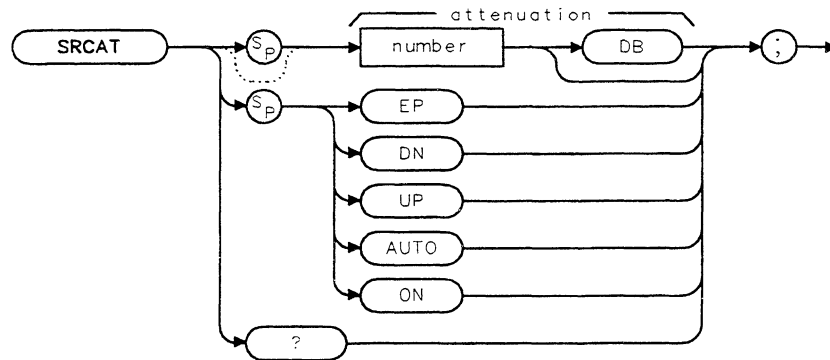 attenuation
SRCAT SP number DB ;
SP EP
DN
UP
AUTO
ON
?